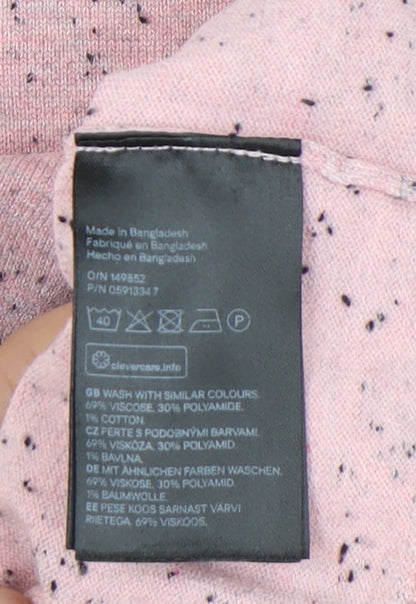 Made in Bangladesh
Fabriqué en Bangladesh
Hecho en Bangladesh
O/N 149852
P/N 0591334 7
40 P
clevercare.info
GB WASH WITH SIMILAR COLOURS.
69% VISCOSE, 30% POLYAMIDE,
1% COTTON.
CZ PERTE S PODOBNÝMI BARVAMI.
69% VISKÓZA, 30% POLYAMID,
1% BAVLNA.
DE MIT ÄHNLICHEN FARBEN WASCHEN.
69% VISKOSE, 30% POLYAMID,
1% BAUMWOLLE.
EE PESE KOOS SARNAST VÄRVI
RIIETEGA. 69% VISKOOS,